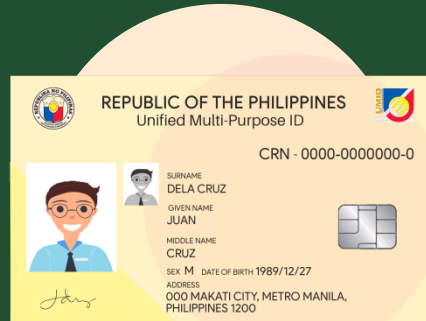 REPUBLIC OF THE PHILIPPINES
Unified Multi-Purpose ID
CRN - 0000-0000000-0
SURNAME
DELA CRUZ
GIVEN NAME
JUAN
MIDDLE NAME
CRUZ
SEX M DATE OF BIRTH 1989/12/27
ADDRESS
000 MAKATI CITY, METRO MANILA,
PHILIPPINES 1200
UMID